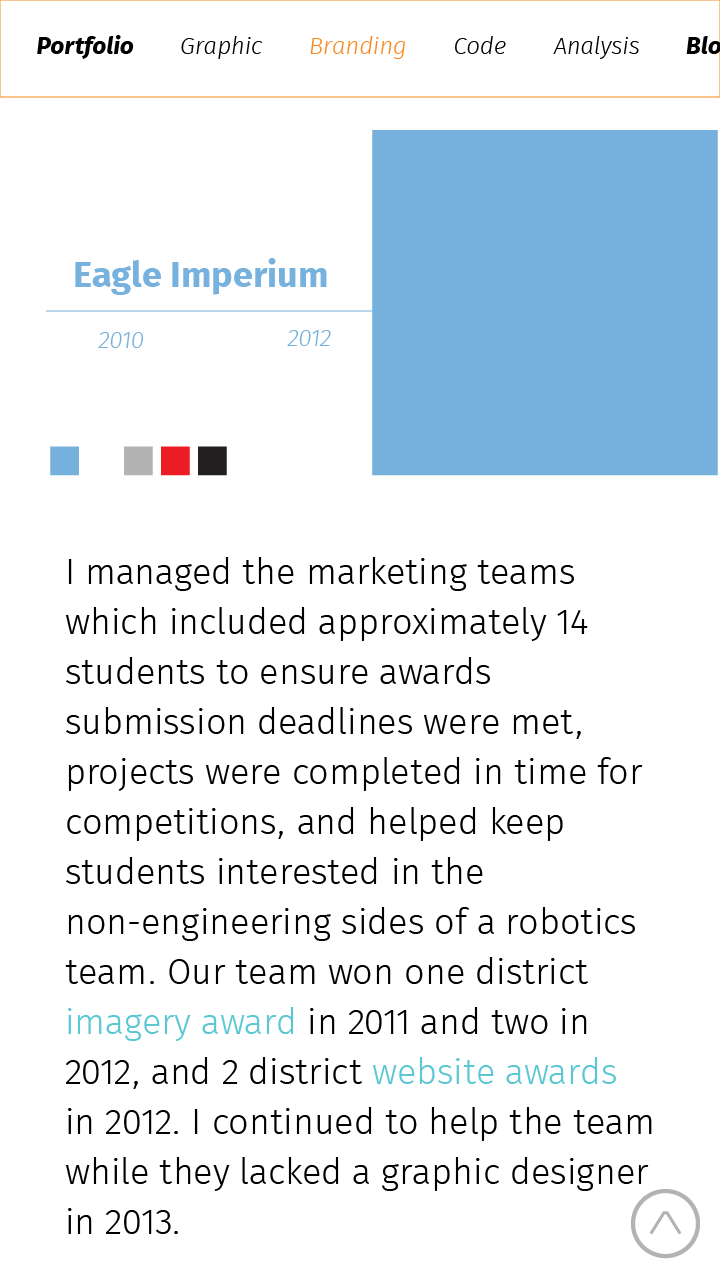 Portfolio Graphic Branding Code Analysis
Eagle Imperium
2010 2012
I managed the marketing teams
which included approximately 14
students to ensure awards
submission deadlines were met,
projects were completed in time for
competitions, and helped keep
students interested in the
non-engineering sides of a robotics
team. Our team won one district
imagery award in 2011 and two in
2012, and 2 district website awards
in 2012. I continued to help the team
while they lacked a graphic designer
in 2013.